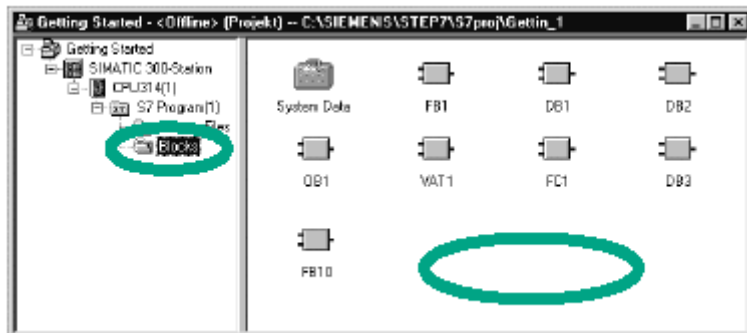 Getting Started - <Offline> (Projekt) -- C:\SIEMENIS\STEP7\S7proj\Gettin_1
Getting Started
SIMATIC 300-Station
CPU314(1)
S7 Program(1)
Blocks
System Data
FB1
DB1
DB2
OB1
VAT1
FC1
DB3
FB10